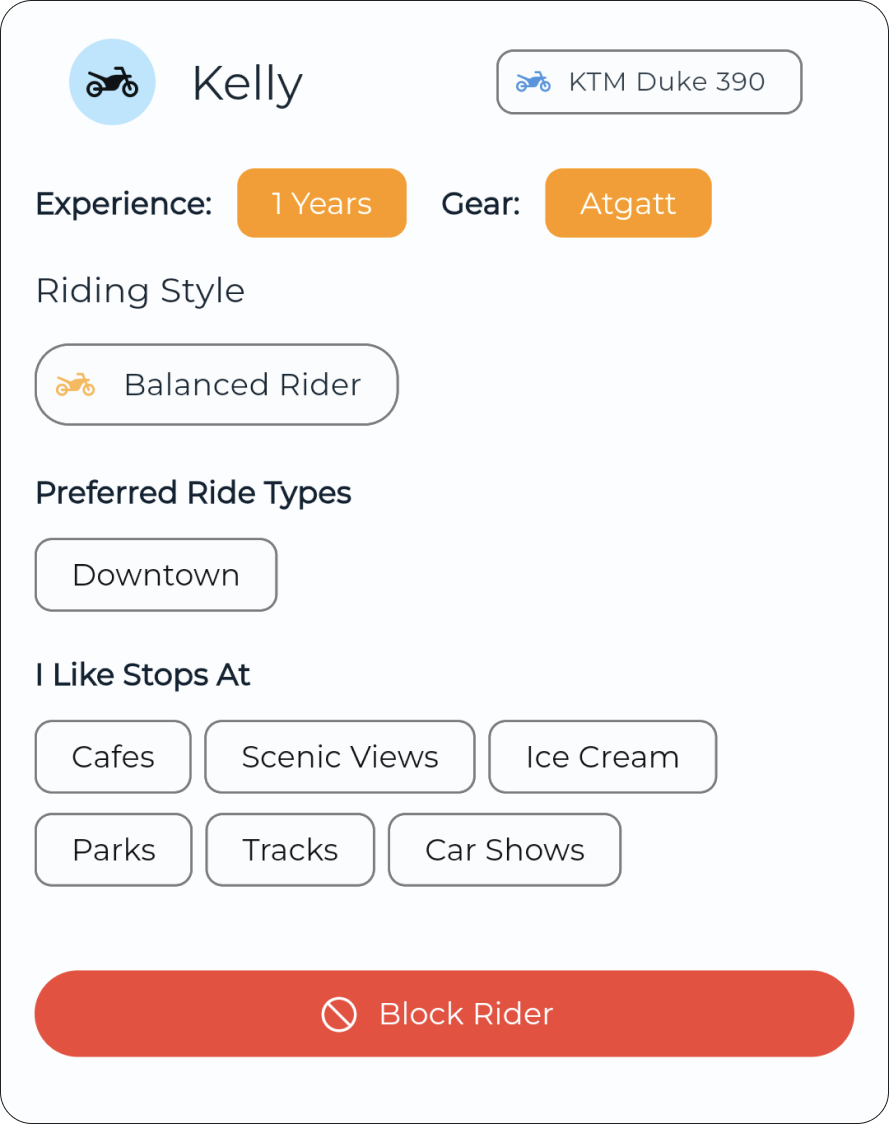 Kelly
KTM Duke 390
Experience: 1 Years Gear: Atgatt
Riding Style
Balanced Rider
Preferred Ride Types
Downtown
I Like Stops At
Cafes Scenic Views Ice Cream
Parks Tracks Car Shows
Block Rider